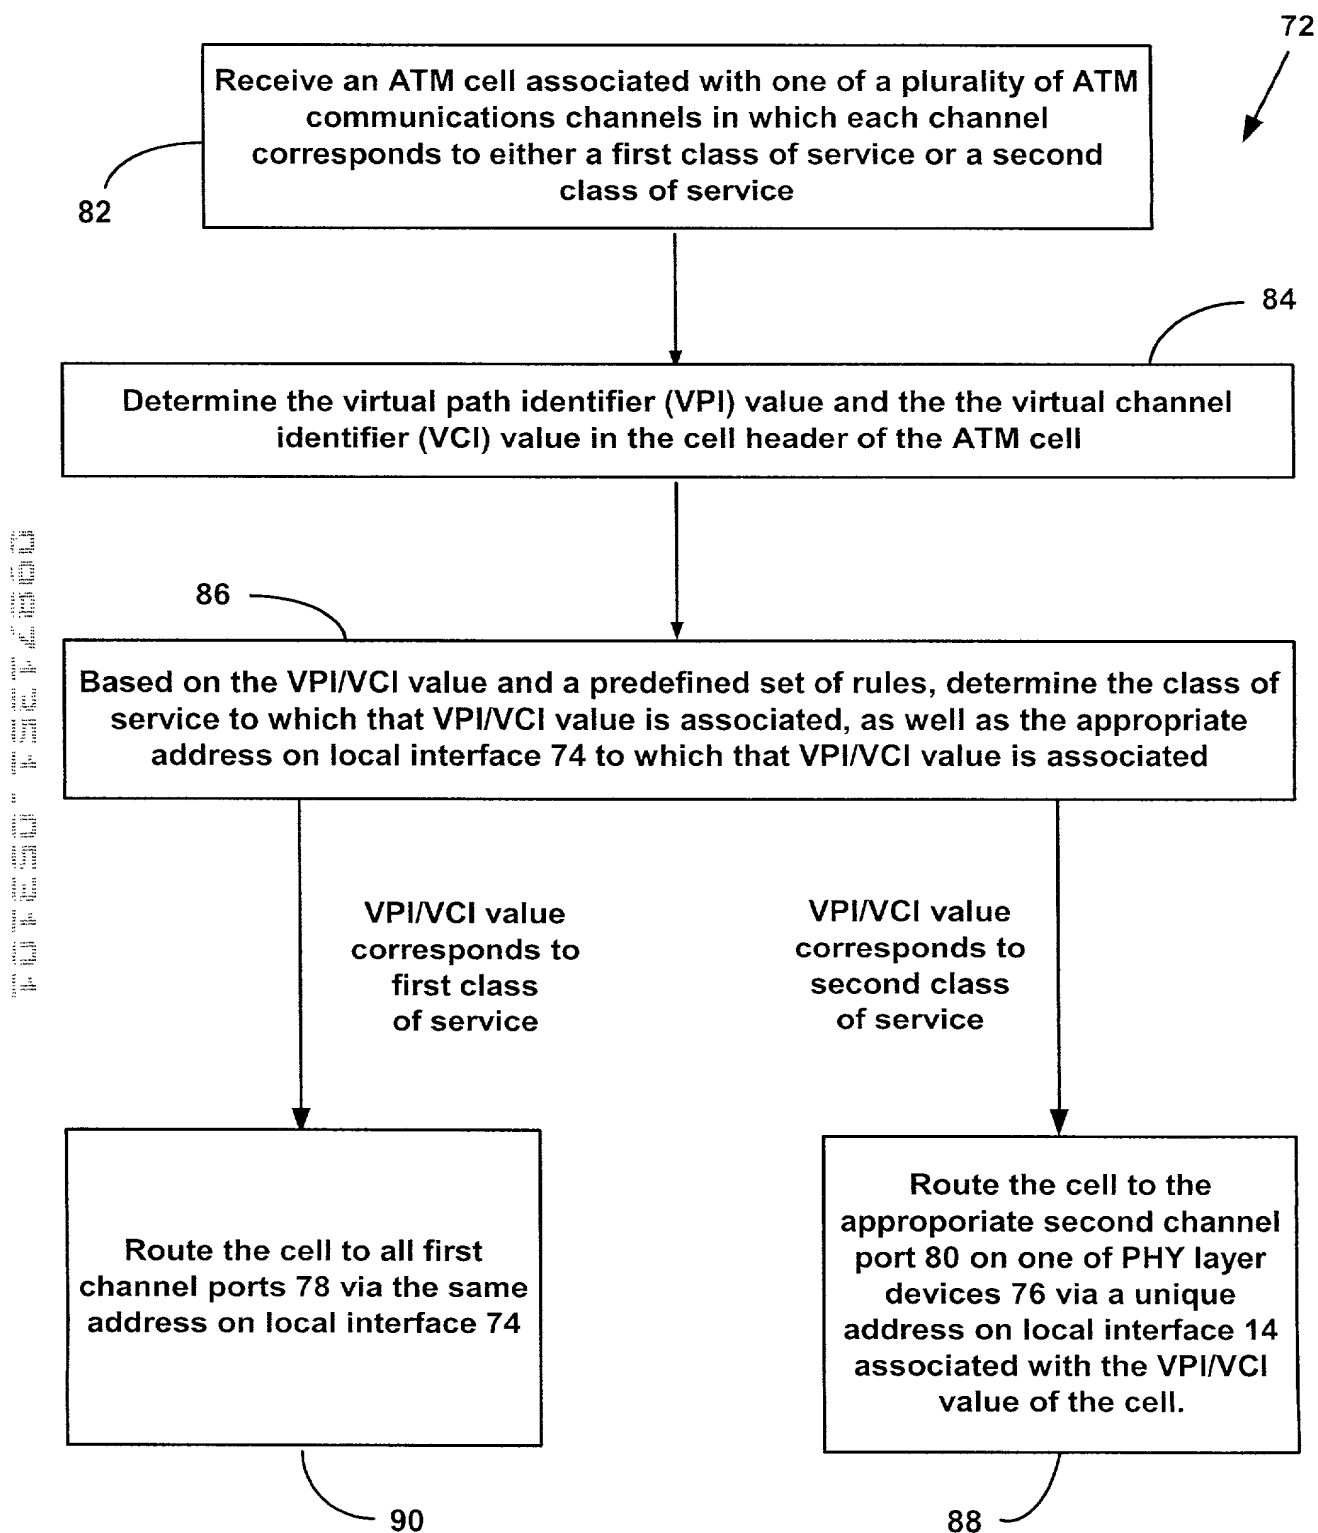 72
Receive an ATM cell associated with one of a plurality of ATM
communications channels in which each channel
corresponds to either a first class of service or a second
class of service
82
84
Determine the virtual path identifier (VPI) value and the the virtual channel
identifier (VCI) value in the cell header of the ATM cell
86
Based on the VPI/VCI value and a predefined set of rules, determine the class of
service to which that VPI/VCI value is associated, as well as the appropriate
address on local interface 74 to which that VPI/VCI value is associated
VPI/VCI value
corresponds to
first class
of service
VPI/VCI value
corresponds to
second class
of service
Route the cell to all first
channel ports 78 via the same
address on local interface 74
Route the cell to the
approporiate second channel
port 80 on one of PHY layer
devices 76 via a unique
address on local interface 14
associated with the VPI/VCI
value of the cell.
90
88